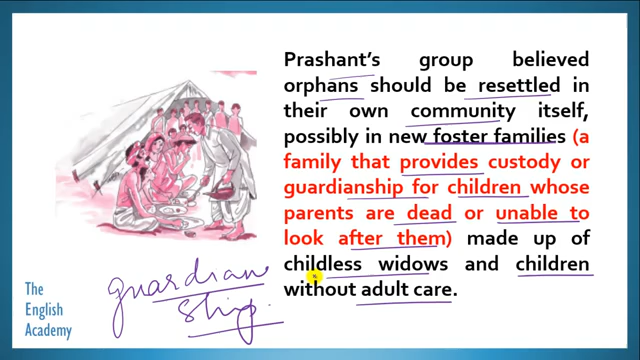 Prashant's group believed
orphans should be resettled in
their own community itself,
possibly in new foster families (a
family that provides custody or
guardianship for children whose
parents are dead or unable to
look after them) made up of
childless widows and children
without adult care.
guardian
ship
The
English
Academy